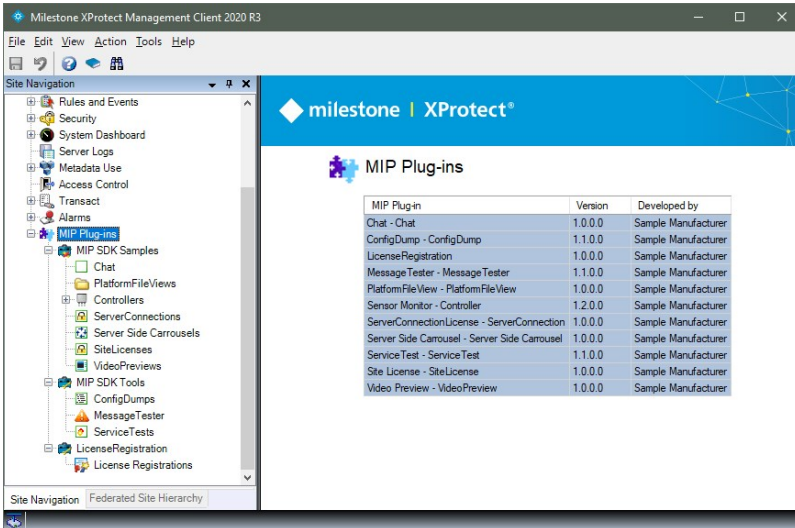 Milestone XProtect Management Client 2020 R3
File Edit View Action Tools Help
Site Navigation
Rules and Events
Security
System Dashboard
Server Logs
Metadata Use
Access Control
Transact
Alarms
MIP Plug-ins
MIP SDK Samples
Chat
PlatformFileViews
Controllers
ServerConnections
Server Side Carrousels
SiteLicenses
VideoPreviews
MIP SDK Tools
ConfigDumps
MessageTester
ServiceTests
LicenseRegistration
License Registrations
Site Navigation Federated Site Hierarchy
milestone | XProtect®
MIP Plug-ins
MIP Plug-in Version Developed by
Chat - Chat 1.0.0.0 Sample Manufacturer
ConfigDump - ConfigDump 1.1.0.0 Sample Manufacturer
LicenseRegistration 1.0.0.0 Sample Manufacturer
MessageTester - MessageTester 1.1.0.0 Sample Manufacturer
PlatformFileView - PlatformFileView 1.0.0.0 Sample Manufacturer
Sensor Monitor - Controller 1.2.0.0 Sample Manufacturer
ServerConnectionLicense - ServerConnection 1.0.0.0 Sample Manufacturer
Server Side Carrousel - Server Side Carrousel 1.0.0.0 Sample Manufacturer
ServiceTest - ServiceTest 1.1.0.0 Sample Manufacturer
Site License - SiteLicense 1.0.0.0 Sample Manufacturer
Video Preview - VideoPreview 1.0.0.0 Sample Manufacturer